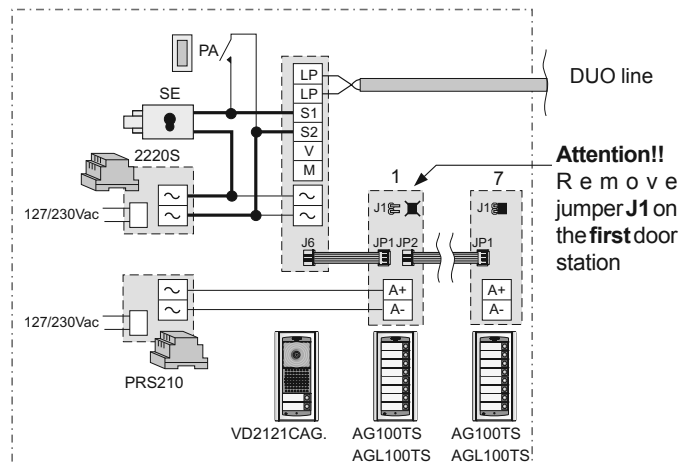 PA
SE
2220S
127/230Vac
~
~
LP
LP
S1
S2
V
M
~
~
J6
DUO line
Attention!!
Remove
jumper J1 on
the first door
station
1
7
J1
J1
JP1 JP2
JP1
A+
A-
A+
A-
127/230Vac
~
~
PRS210
VD2121CAG.
AG100TS
AGL100TS
AG100TS
AGL100TS